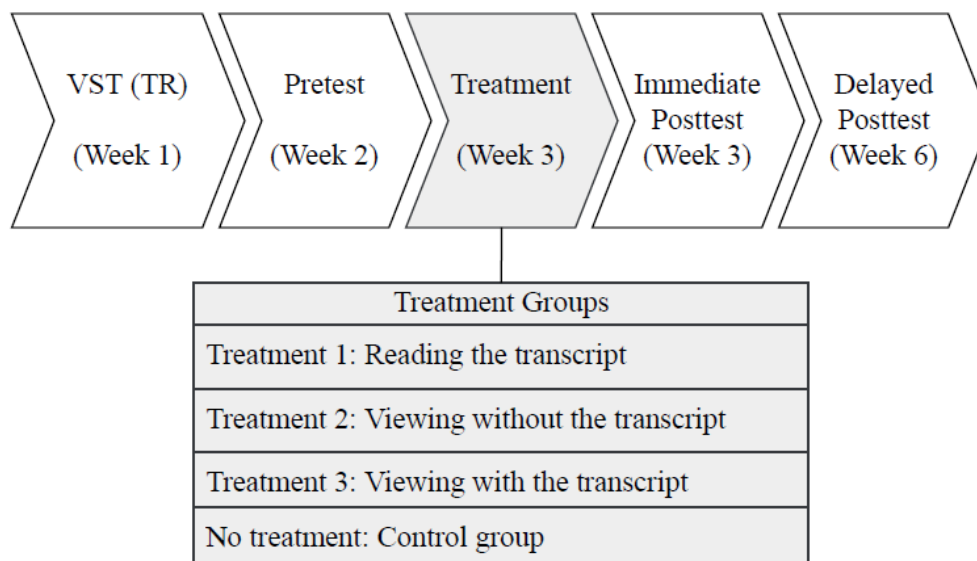 VST (TR)
(Week 1)
Pretest
(Week 2)
Treatment
(Week 3)
Immediate
Posttest
(Week 3)
Delayed
Posttest
(Week 6)
Treatment Groups
Treatment 1: Reading the transcript
Treatment 2: Viewing without the transcript
Treatment 3: Viewing with the transcript
No treatment: Control group